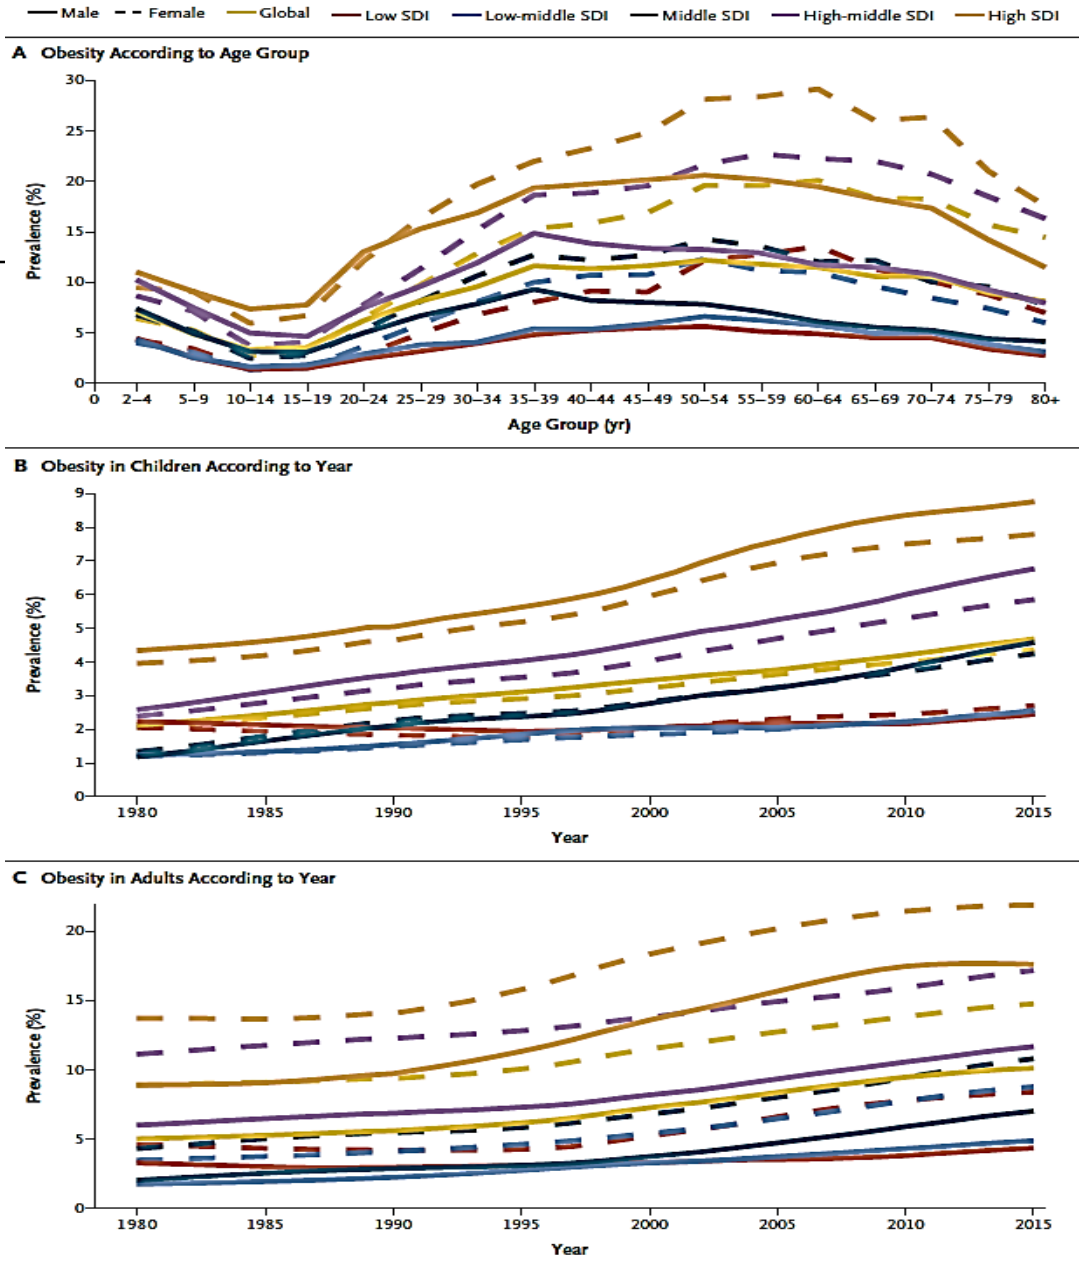 Male Female Global Low SDI Low-middle SDI Middle SDI High-middle SDI High SDI
A Obesity According to Age Group
30
25
20
15
10
5
0
Prevalence (%)
0 2–4 5–9 10–14 15–19 20–24 25–29 30–34 35–39 40–44 45–49 50–54 55–59 60–64 65–69 70–74 75–79 80+
Age Group (yr)
B Obesity in Children According to Year
9
8
7
6
5
4
3
2
1
0
Prevalence (%)
1980 1985 1990 1995 2000 2005 2010 2015
Year
C Obesity in Adults According to Year
20
15
10
5
0
Prevalence (%)
1980 1985 1990 1995 2000 2005 2010 2015
Year